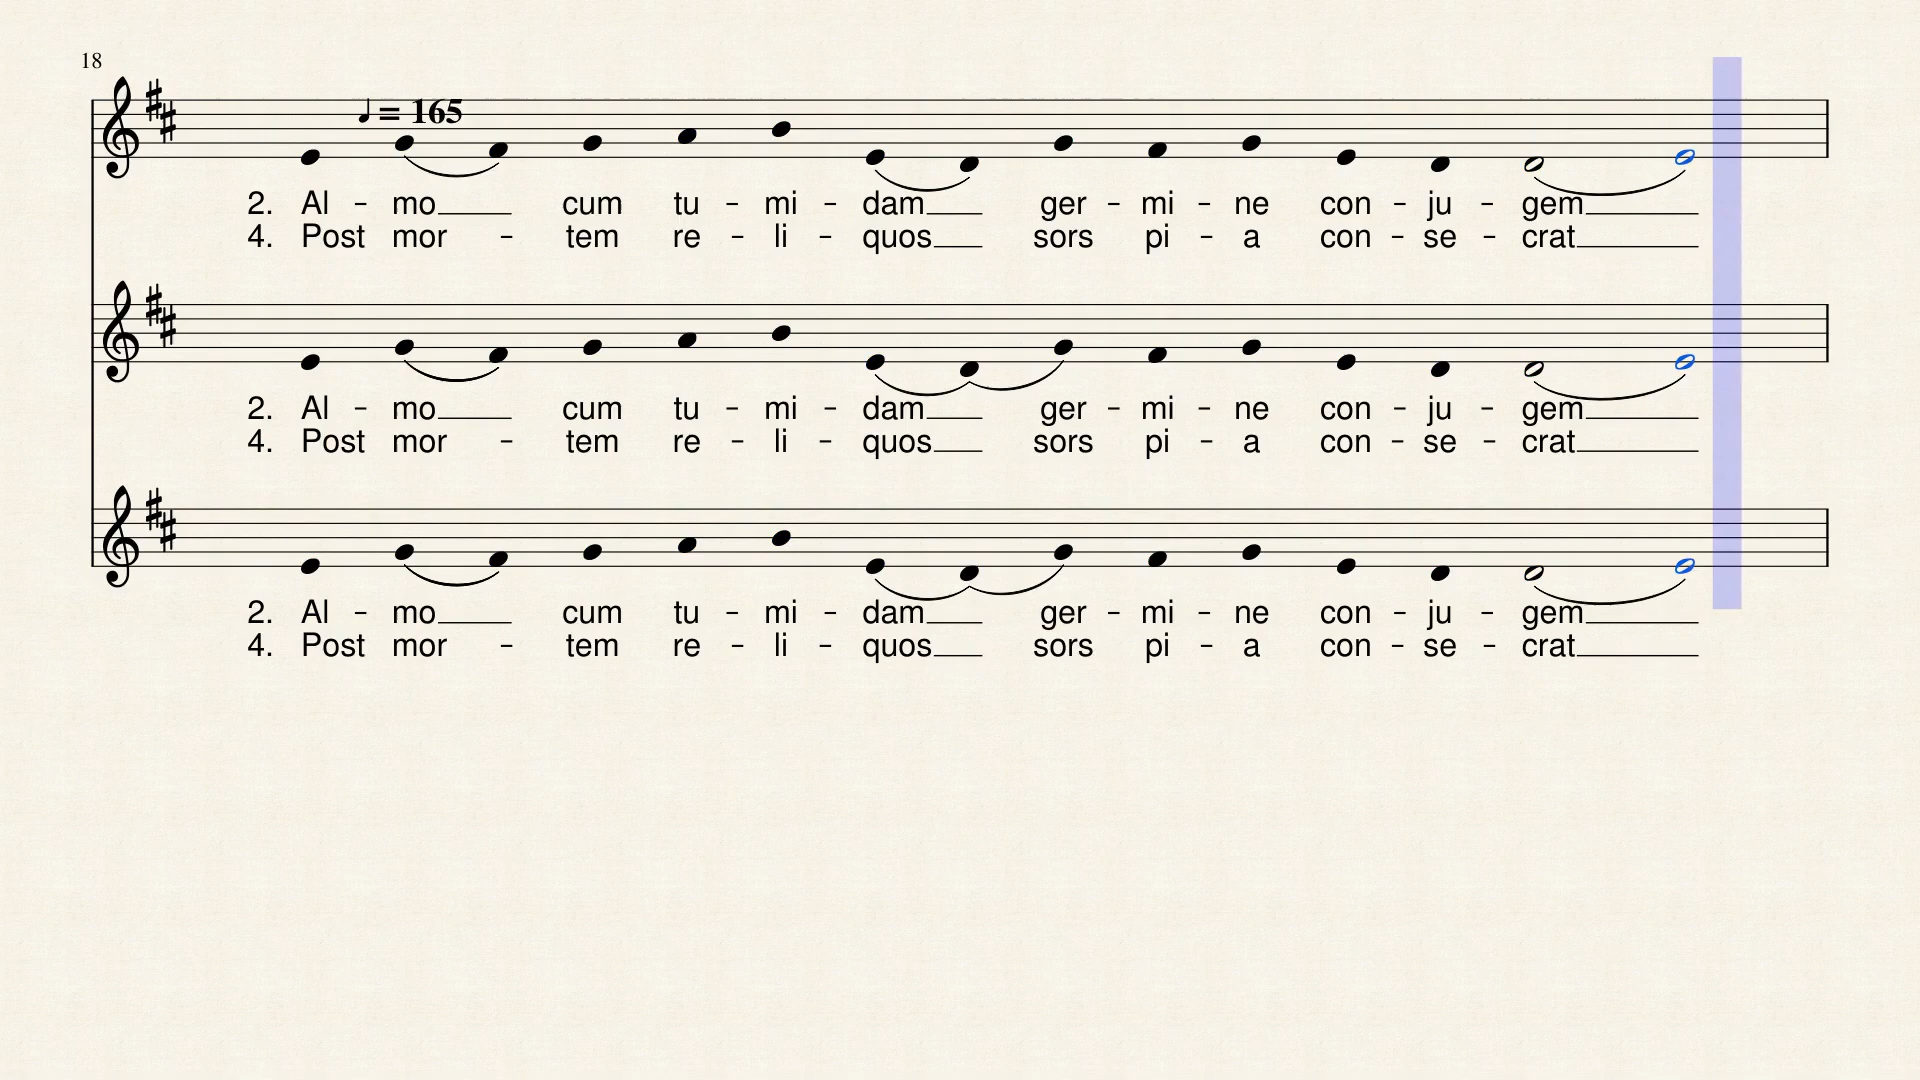 18
♩ = 165
2. Al - mo cum tu - mi - dam ger - mi - ne con - ju - gem
4. Post mor - tem re - li - quos sors pi - a con - se - crat
2. Al - mo cum tu - mi - dam ger - mi - ne con - ju - gem
4. Post mor - tem re - li - quos sors pi - a con - se - crat
2. Al - mo cum tu - mi - dam ger - mi - ne con - ju - gem
4. Post mor - tem re - li - quos sors pi - a con - se - crat